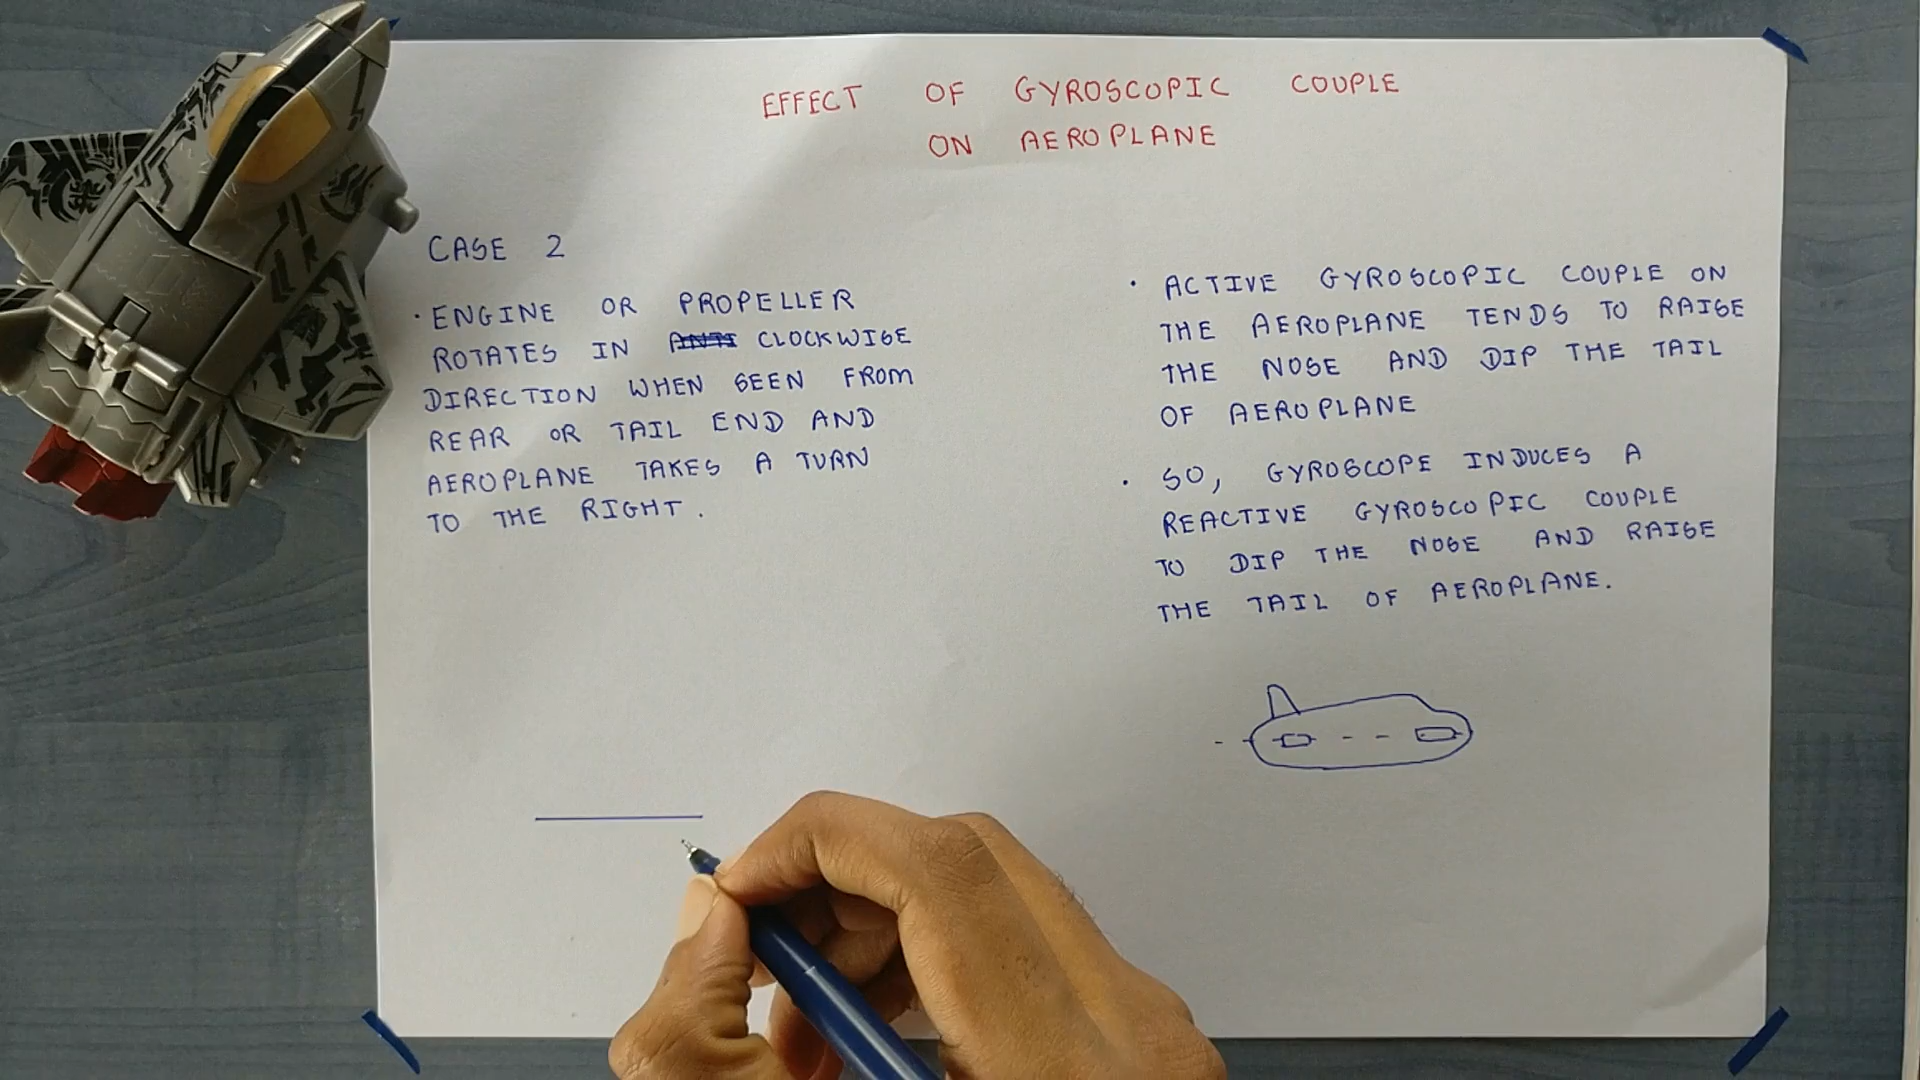 EFFECT OF GYROSCOPIC COUPLE
ON AEROPLANE
CASE 2
• ENGINE OR PROPELLER
ROTATES IN ANTI CLOCKWISE
DIRECTION WHEN SEEN FROM
REAR OR TAIL END AND
AEROPLANE TAKES A TURN
TO THE RIGHT.
• ACTIVE GYROSCOPIC COUPLE ON
THE AEROPLANE TENDS TO RAISE
THE NOSE AND DIP THE TAIL
OF AEROPLANE
• SO, GYROSCOPE INDUCES A
REACTIVE GYROSCOPIC COUPLE
TO DIP THE NOSE AND RAISE
THE TAIL OF AEROPLANE.